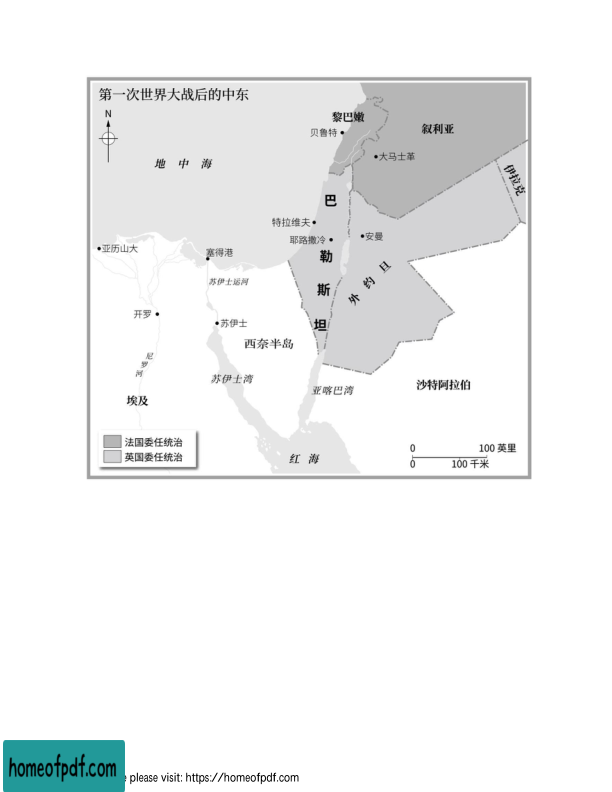 第一次世界大战后的中东
N
黎巴嫩
叙利亚
贝鲁特
大马士革
地中海
伊拉克
巴勒斯坦
特拉维夫
耶路撒冷
安曼
亚历山大
塞得港
外约旦
苏伊士运河
开罗
苏伊士
西奈半岛
尼罗河
苏伊士湾
亚喀巴湾
沙特阿拉伯
埃及
法国委任统治
英国委任统治
红海
0 100 英里
0 100 千米
homeofpdf.com
please visit: https://homeofpdf.com